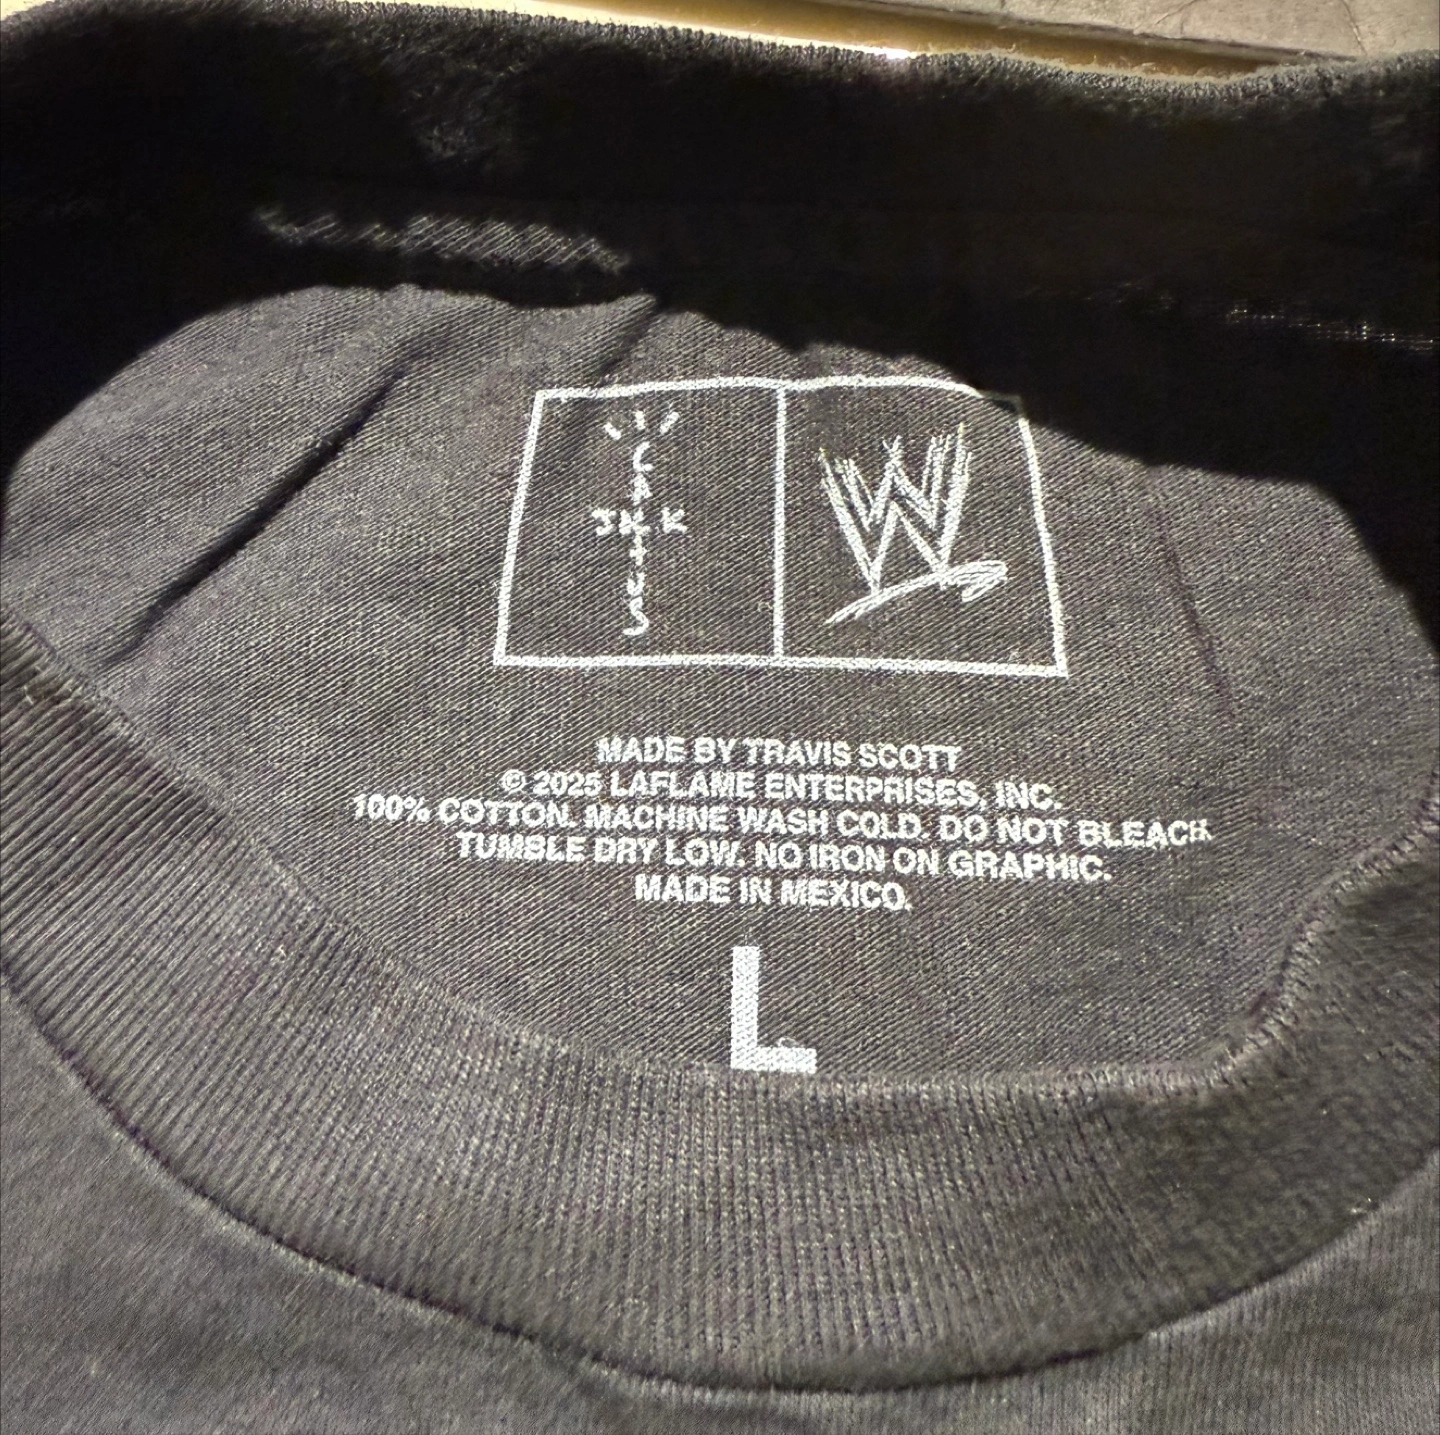 CACTUS
JACK
W
MADE BY TRAVIS SCOTT
© 2025 LAFLAME ENTERPRISES, INC.
100% COTTON. MACHINE WASH COLD. DO NOT BLEACH.
TUMBLE DRY LOW. NO IRON ON GRAPHIC.
MADE IN MEXICO.
L